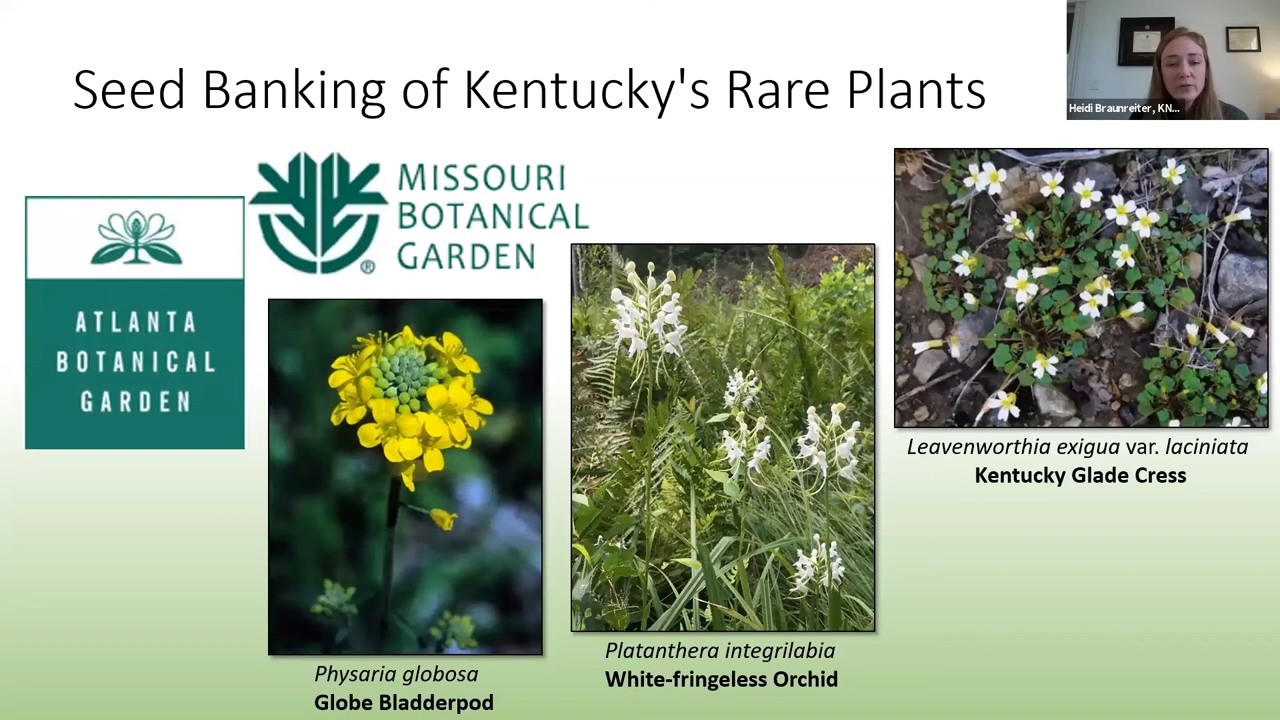 Seed Banking of Kentucky's Rare Plants
Heidi Braunreiter, KN...
MISSOURI
BOTANICAL
GARDEN
®
ATLANTA
BOTANICAL
GARDEN
Leavenworthia exigua var. laciniata
Kentucky Glade Cress
Platanthera integrilabia
White-fringeless Orchid
Physaria globosa
Globe Bladderpod